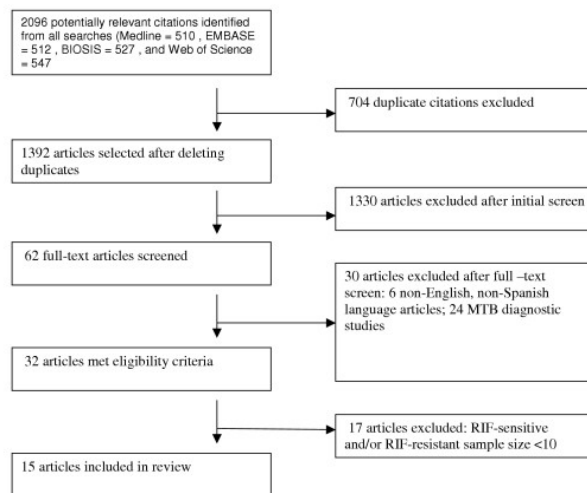 2096 potentially relevant citations identified
from all searches (Medline = 510 , EMBASE
= 512 , BIOSIS = 527 , and Web of Science
= 547
704 duplicate citations excluded
1392 articles selected after deleting
duplicates
1330 articles excluded after initial screen
62 full-text articles screened
30 articles excluded after full –text
screen: 6 non-English, non-Spanish
language articles; 24 MTB diagnostic
studies
32 articles met eligibility criteria
17 articles excluded: RIF-sensitive
and/or RIF-resistant sample size <10
15 articles included in review